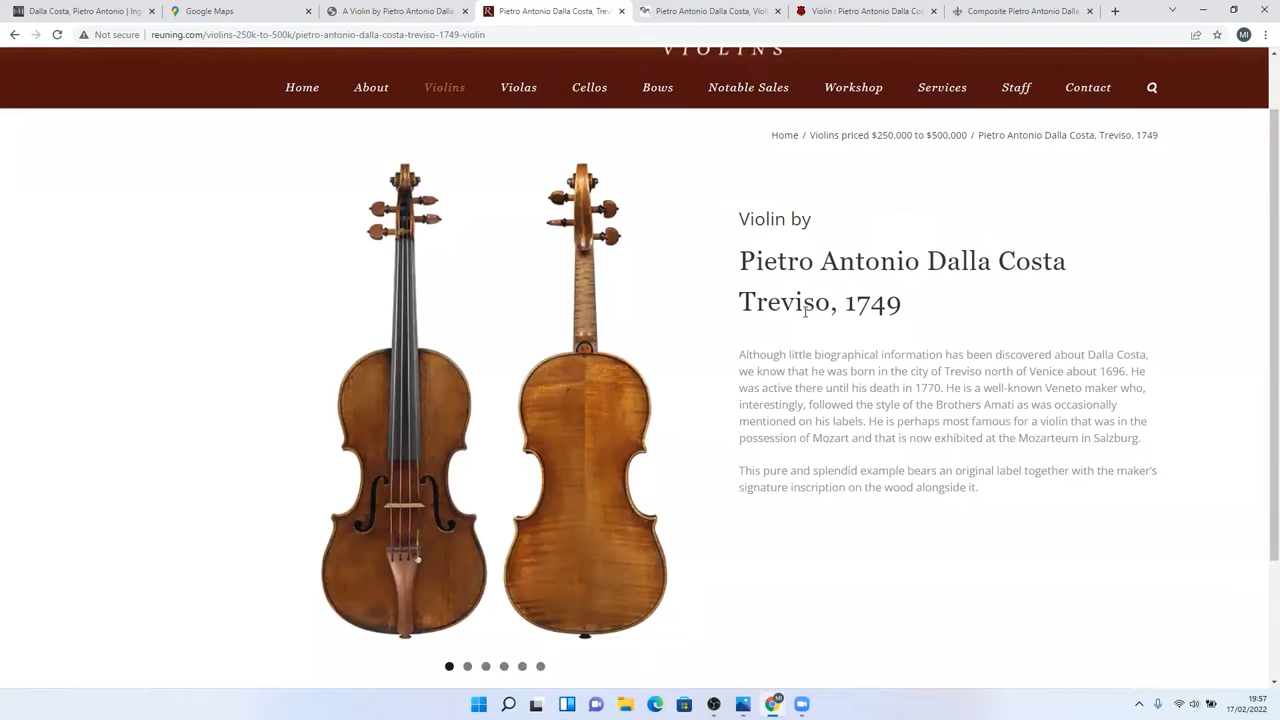 Dalla Costa, Pietro Antonio | Ing
Google Maps
A Violin by Pietro Antonio Dalla
Pietro Antonio Dalla Costa, Trev
Pietro Antonio Dalla Costa, Violi
Violin : Pietro Antonio Dalla Co
Composite Pietro Antonio Dalla
Not secure
reuning.com/violins-250k-to-500k/pietro-antonio-dalla-costa-treviso-1749-violin
MI
VIOLINS
Home About Violins Violas Cellos Bows Notable Sales Workshop Services Staff Contact
Home / Violins priced $250,000 to $500,000 / Pietro Antonio Dalla Costa, Treviso, 1749
Violin by
Pietro Antonio Dalla Costa
Treviso, 1749
Although little biographical information has been discovered about Dalla Costa,
we know that he was born in the city of Treviso north of Venice about 1696. He
was active there until his death in 1770. He is a well-known Veneto maker who,
interestingly, followed the style of the Brothers Amati as was occasionally
mentioned on his labels. He is perhaps most famous for a violin that was in the
possession of Mozart and that is now exhibited at the Mozarteum in Salzburg.
This pure and splendid example bears an original label together with the maker's
signature inscription on the wood alongside it.
19:57
17/02/2022